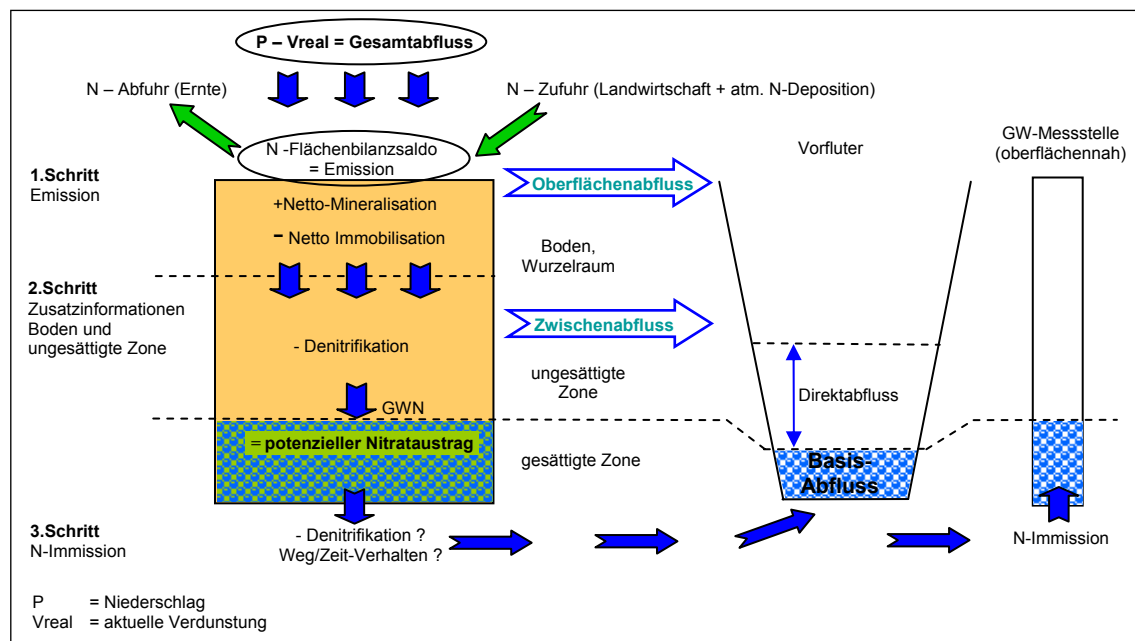 P – Vreal = Gesamtabfluss
N – Abfuhr (Ernte)
N – Zufuhr (Landwirtschaft + atm. N-Deposition)
N -Flächenbilanzsaldo
= Emission
Vorfluter
GW-Messstelle
(oberflächennah)
1.Schritt
Emission
Oberflächenabfluss
+Netto-Mineralisation
– Netto Immobilisation
Boden,
Wurzelraum
2.Schritt
Zusatzinformationen
Boden und
ungesättigte Zone
Zwischenabfluss
- Denitrifikation
ungesättigte
Zone
Direktabfluss
GWN
= potenzieller Nitrataustrag
gesättigte Zone
Basis-
Abfluss
3.Schritt
N-Immission
- Denitrifikation ?
Weg/Zeit-Verhalten ?
N-Immission
P = Niederschlag
Vreal = aktuelle Verdunstung